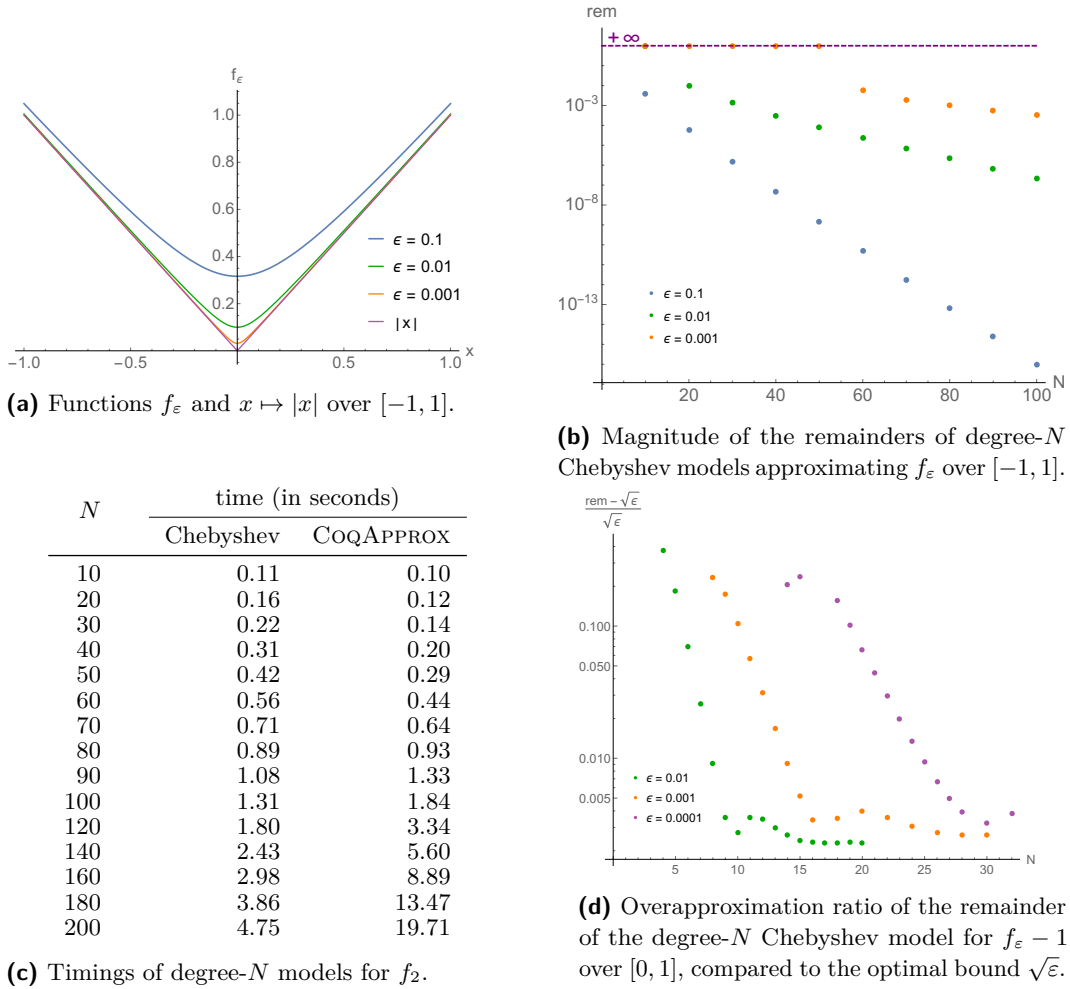 f_ε
1.0
0.8
0.6
0.4
0.2
ϵ = 0.1
ϵ = 0.01
ϵ = 0.001
|x|
−1.0 −0.5 0.5 1.0 x
(a) Functions f_ε and x ↦ |x| over [−1, 1].
rem
+∞
10^−3
10^−8
10^−13
ϵ = 0.1
ϵ = 0.01
ϵ = 0.001
20 40 60 80 100 N
(b) Magnitude of the remainders of degree-N
Chebyshev models approximating f_ε over [−1, 1].
N time (in seconds)
Chebyshev COQAPPROX
10 0.11 0.10
20 0.16 0.12
30 0.22 0.14
40 0.31 0.20
50 0.42 0.29
60 0.56 0.44
70 0.71 0.64
80 0.89 0.93
90 1.08 1.33
100 1.31 1.84
120 1.80 3.34
140 2.43 5.60
160 2.98 8.89
180 3.86 13.47
200 4.75 19.71
(c) Timings of degree-N models for f_2.
rem − √ϵ
√ϵ
0.100
0.050
0.010
0.005
ϵ = 0.01
ϵ = 0.001
ϵ = 0.0001
5 10 15 20 25 30 N
(d) Overapproximation ratio of the remainder
of the degree-N Chebyshev model for f_ε − 1
over [0, 1], compared to the optimal bound √ε.